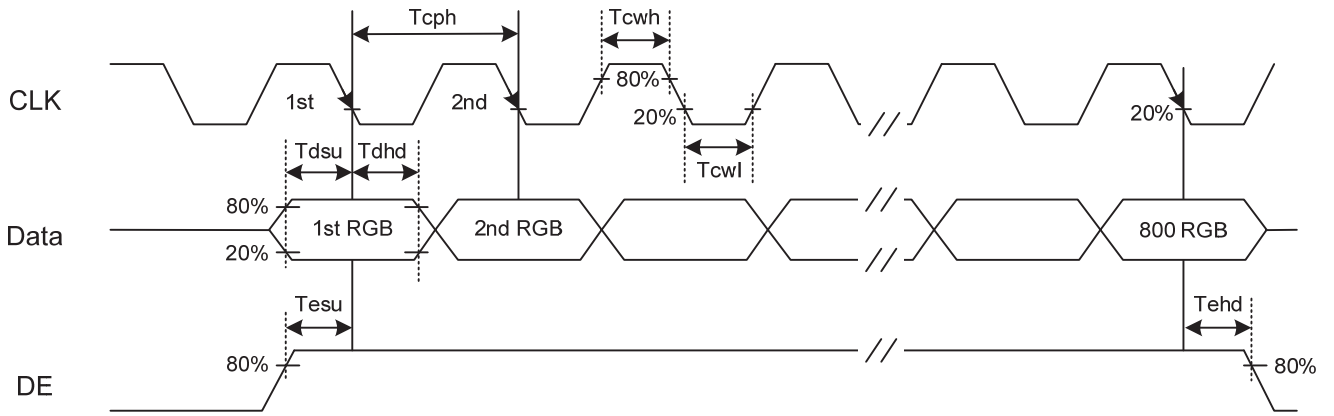 Tcph
Tcwh
CLK
1st
2nd
80%
20%
20%
Tcwl
Tdsu
Tdhd
80%
Data
1st RGB
2nd RGB
800 RGB
20%
Tesu
Tehd
80%
80%
DE